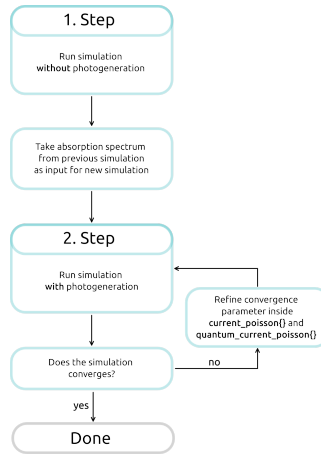 1. Step
Run simulation
without photogeneration
Take absorption spectrum
from previous simulation
as input for new simulation
2. Step
Run simulation
with photogeneration
Refine convergence
parameter inside
current_poisson{} and
quantum_current_poisson{}
Does the simulation
converges?
no
yes
Done